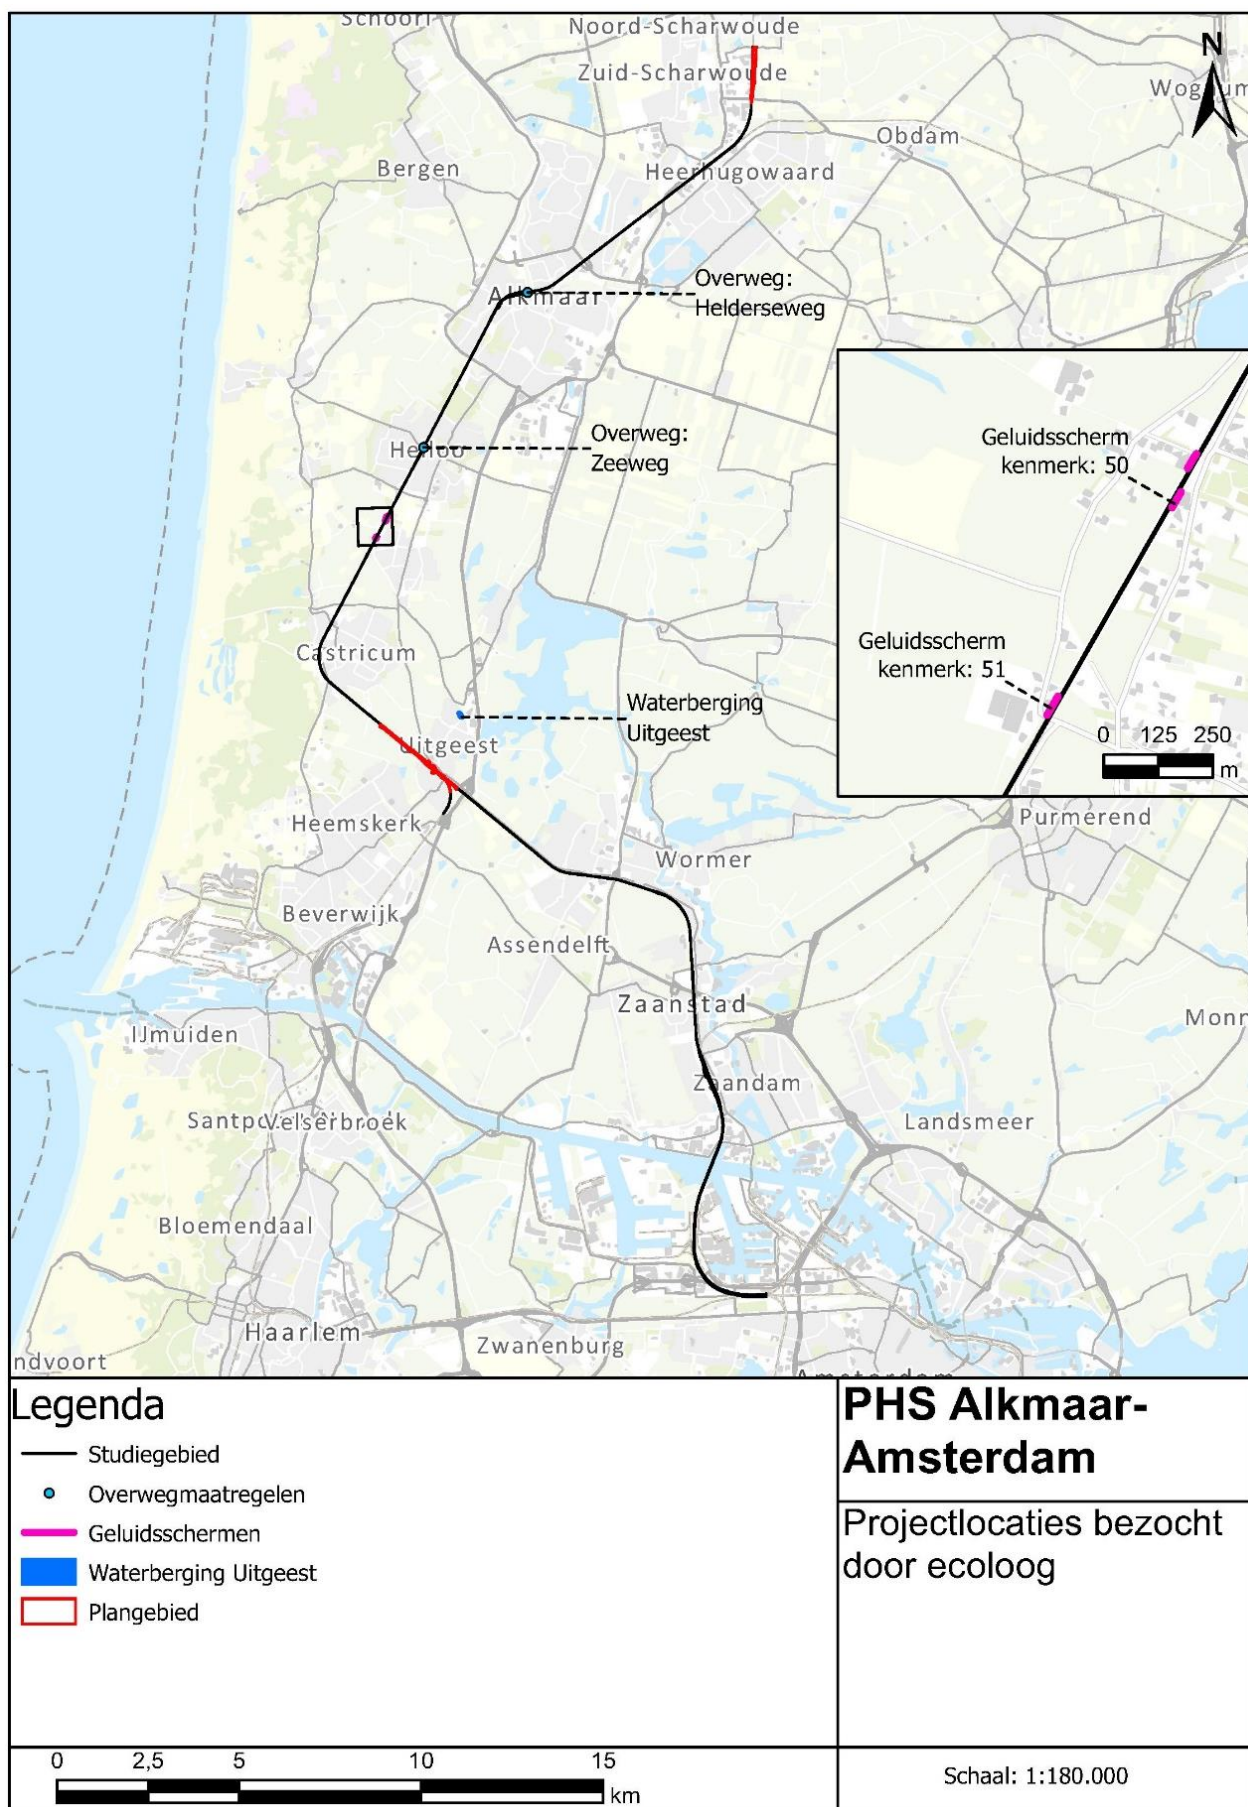 Schoorl
Noord-Scharwoude
Zuid-Scharwoude
N
Obdam
Bergen
Heerhugowaard
Overweg:
Helderseweg
Alkmaar
Overweg:
Zeeweg
Heiloo
Geluidsscherm
kenmerk: 50
Geluidsscherm
kenmerk: 51
0 125 250
m
Castricum
Waterberging
Uitgeest
Uitgeest
Heemskerk
Purmerend
Wormer
Beverwijk
Assendelft
Zaanstad
IJmuiden
Monn
Zaandam
Santpo
Velserbroek
Landsmeer
Bloemendaal
Haarlem
Zwanenburg
ndvoort
Amsterdam
Legenda
Studiegebied
Overwegmaatregelen
Geluidsschermen
Waterberging Uitgeest
Plangebied
PHS Alkmaar-
Amsterdam
Projectlocaties bezocht
door ecoloog
0 2,5 5 10 15
km
Schaal: 1:180.000